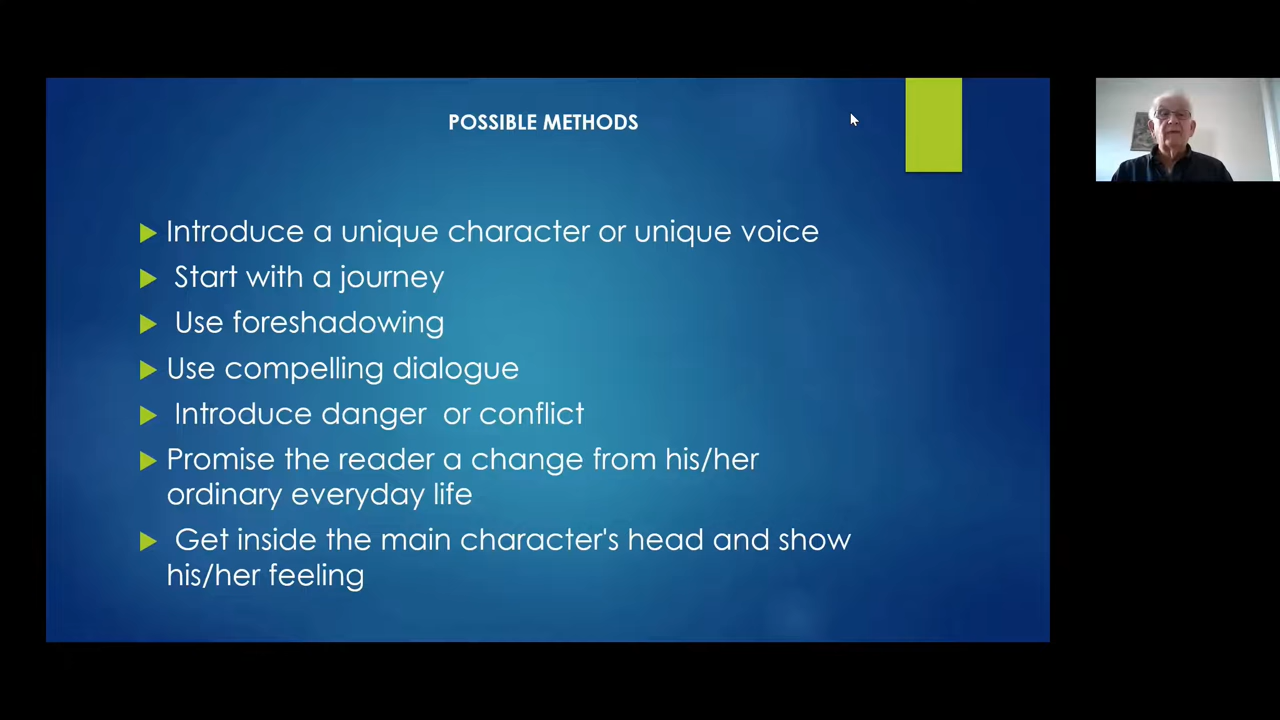 POSSIBLE METHODS
Introduce a unique character or unique voice
Start with a journey
Use foreshadowing
Use compelling dialogue
Introduce danger or conflict
Promise the reader a change from his/her
ordinary everyday life
Get inside the main character's head and show
his/her feeling